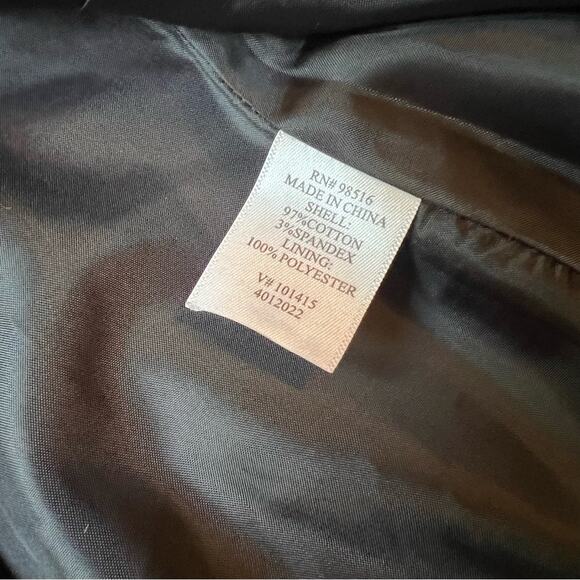 RN# 98516
MADE IN CHINA
SHELL:
97%COTTON
3%SPANDEX
LINING:
100% POLYESTER
V# 101415
4012022